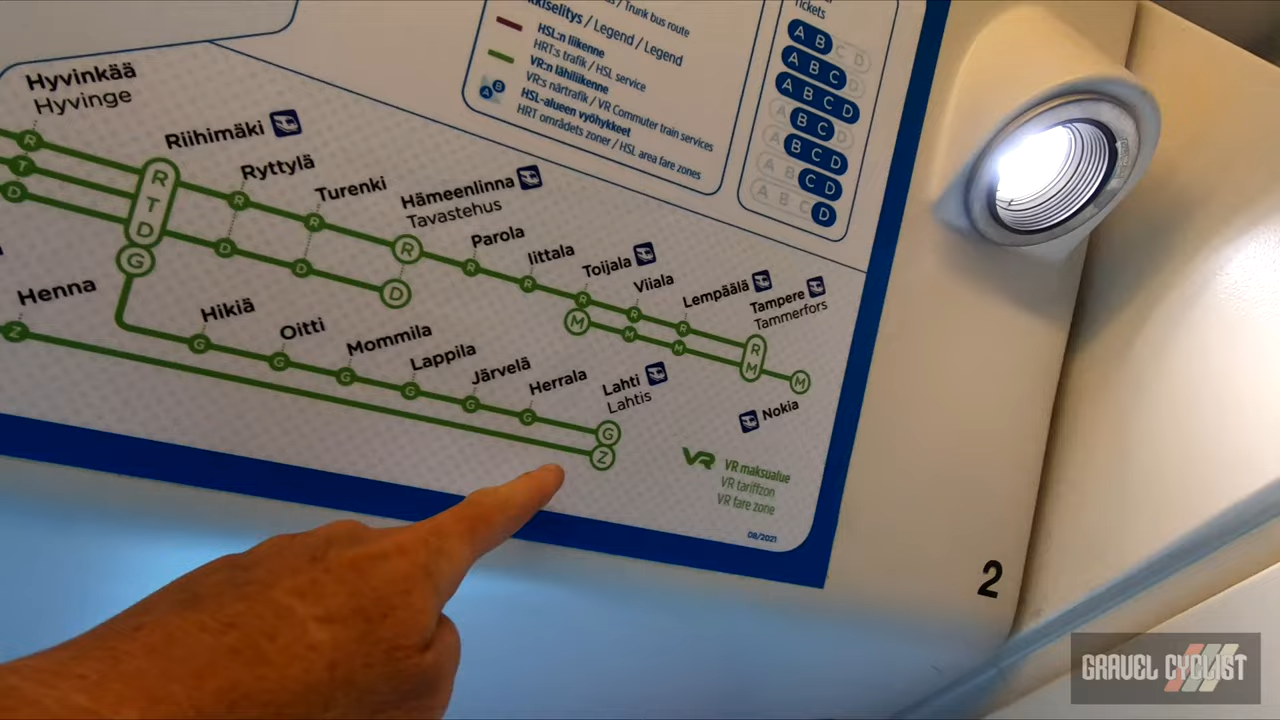 / Trunk bus route
Legend / Legend
HSL:n liikenne
HRT:s trafik / HSL service
VR:n lähiliikenne
VR:s närtrafik / VR Commuter train services
HSL-alueen vyöhykkeet
HRT områdets zoner / HSL area fare zones
A
B
Tickets
A B C D
A B C D
A B C D
A B C D
A B C D
A B C D
A B C D
Hyvinkää
Hyvinge
Riihimäki
Ryttylä
Turenki
Hämeenlinna
Tavastehus
Parola
Iittala
Toijala
Viiala
Lempäälä
Tampere
Tammerfors
Nokia
R R R R R R R R R R R
T T
D D D D D
M M M M M
G
Henna
Hikiä
Oitti
Mommila
Lappila
Järvelä
Herrala
Lahti
Lahtis
G G G G G G G
Z Z
VR
VR maksualue
VR tariffzon
VR fare zone
08/2021
2
GRAVEL CYCLIST